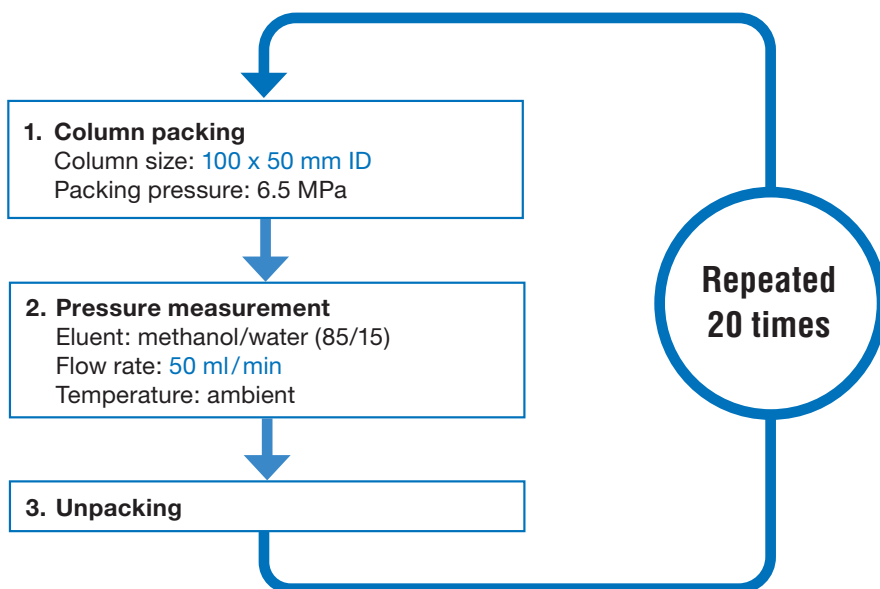 1. Column packing
Column size: 100 x 50 mm ID
Packing pressure: 6.5 MPa
2. Pressure measurement
Eluent: methanol/water (85/15)
Flow rate: 50 ml/min
Temperature: ambient
3. Unpacking
Repeated
20 times